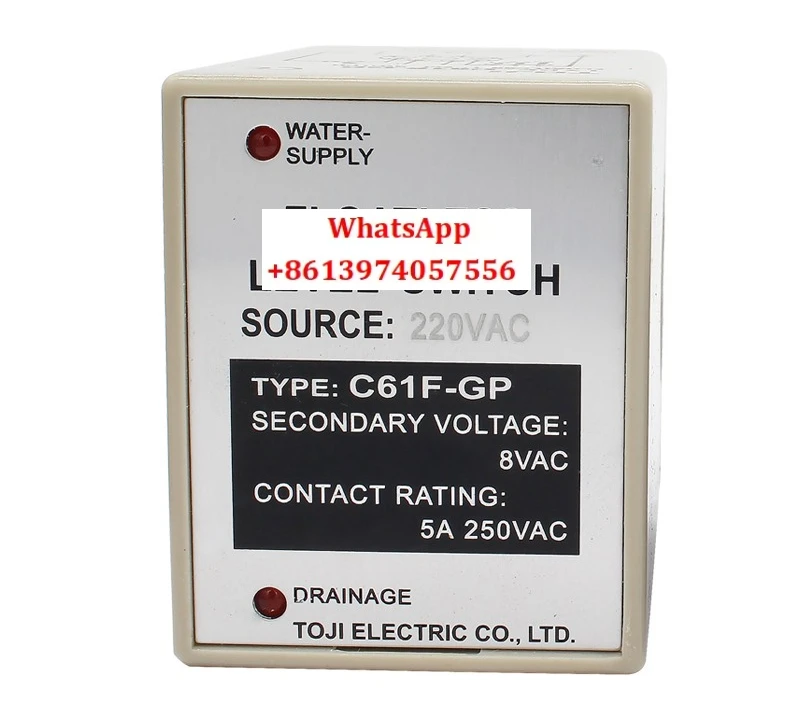 WATER-
SUPPLY
WhatsApp
+8613974057556
SWITCH
SOURCE: 220VAC
TYPE: C61F-GP
SECONDARY VOLTAGE:
8VAC
CONTACT RATING:
5A 250VAC
DRAINAGE
TOJI ELECTRIC CO., LTD.